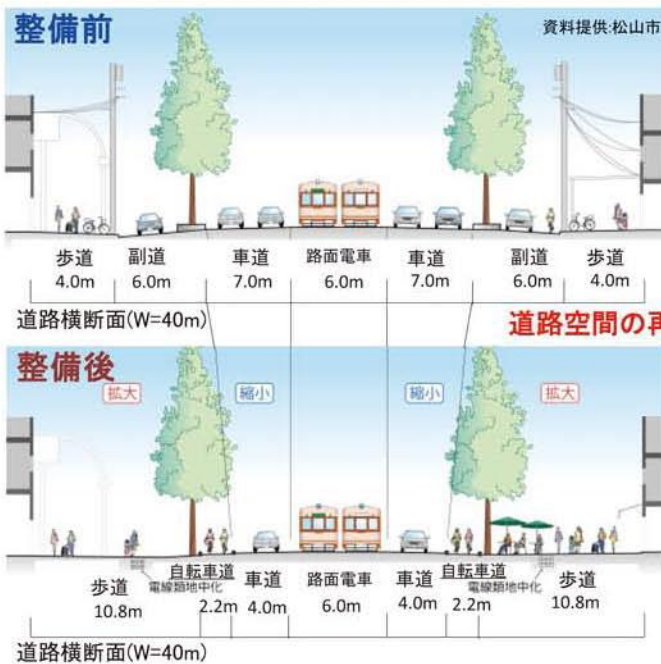 整備前
資料提供:松山市
歩道 副道 車道 路面電車 車道 副道 歩道
4.0m 6.0m 7.0m 6.0m 7.0m 6.0m 4.0m
道路横断面(W=40m)
道路空間の再
整備後
拡大 縮小 縮小 拡大
歩道 自転車道 車道 路面電車 車道 自転車道 歩道
電線類地中化 電線類地中化
10.8m 2.2m 4.0m 6.0m 4.0m 2.2m 10.8m
道路横断面(W=40m)